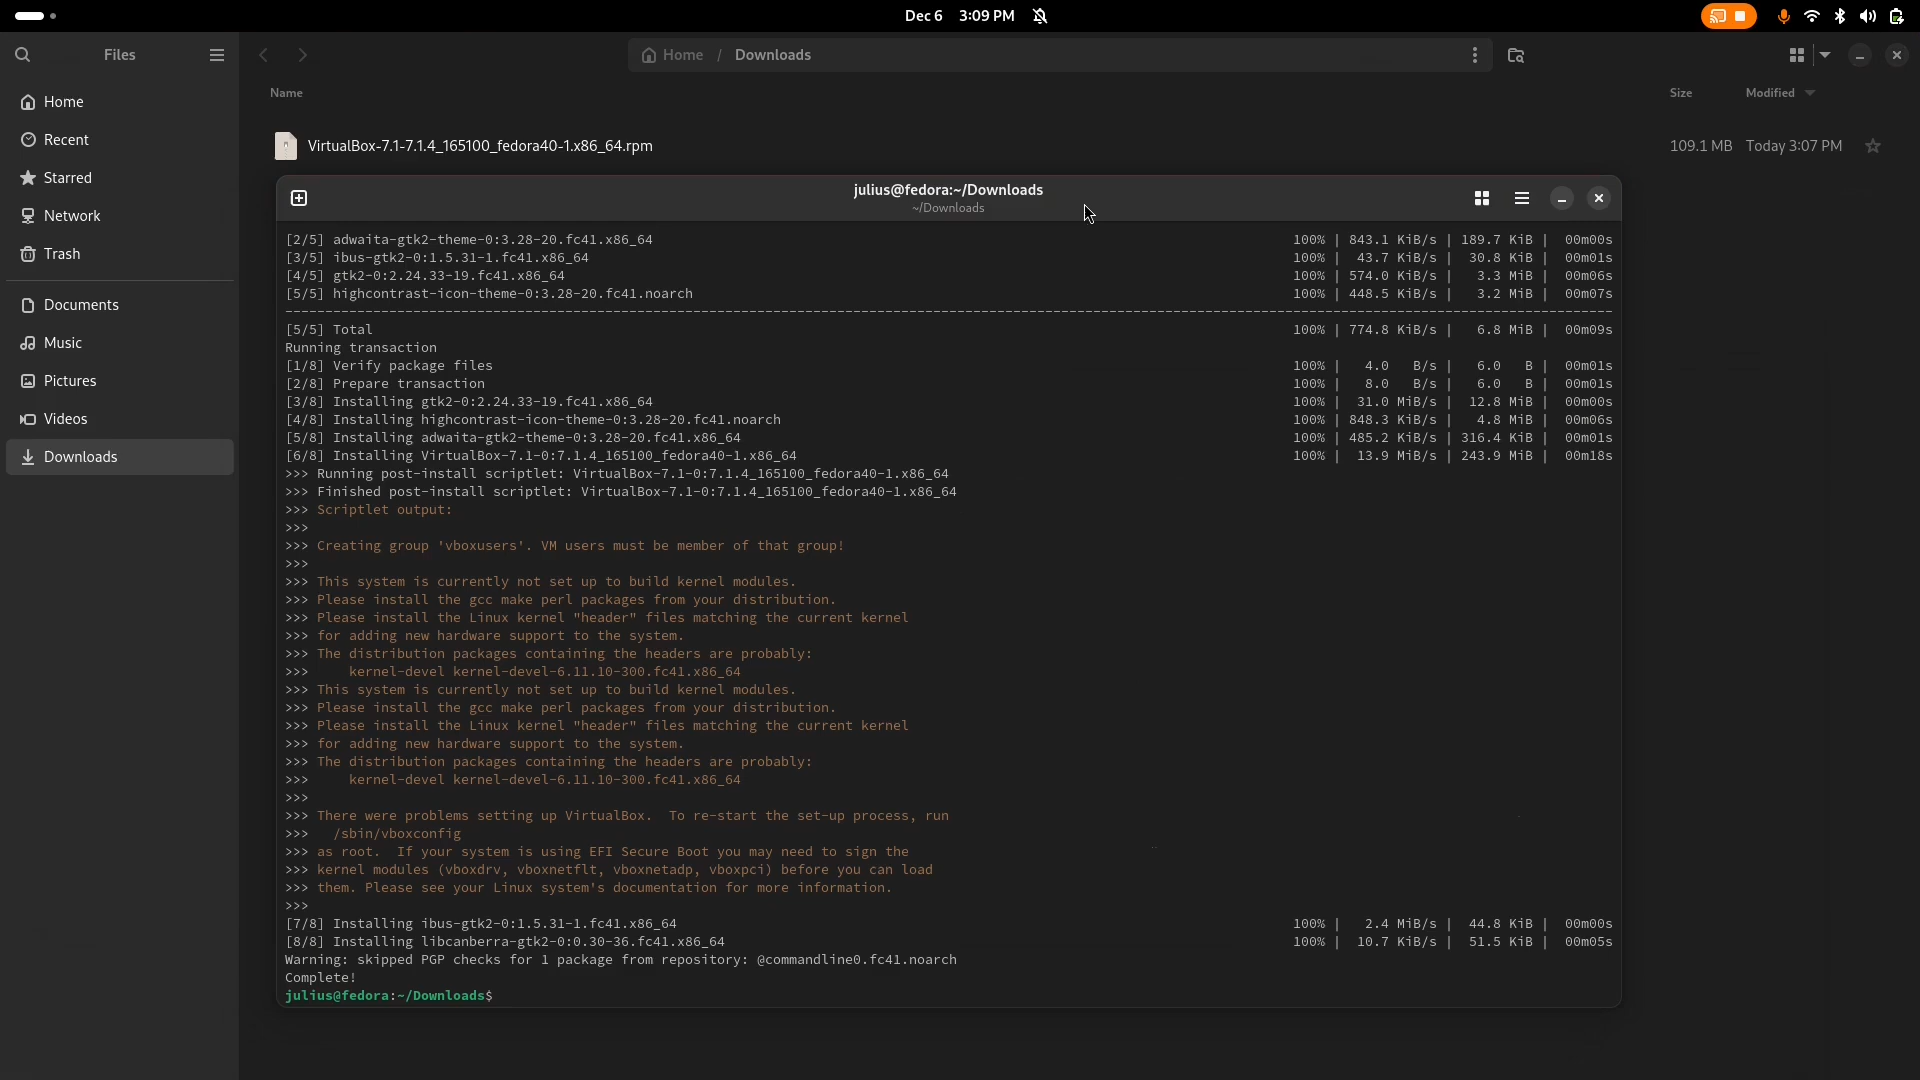 Dec 6 3:09 PM
Files
Home / Downloads
Home
Recent
Starred
Network
Trash
Documents
Music
Pictures
Videos
Downloads
Name Size Modified
VirtualBox-7.1-7.1.4_165100_fedora40-1.x86_64.rpm 109.1 MB Today 3:07 PM
julius@fedora:~/Downloads
~/Downloads
[2/5] adwaita-gtk2-theme-0:3.28-20.fc41.x86_64 100% | 843.1 KiB/s | 189.7 KiB | 00m00s
[3/5] ibus-gtk2-0:1.5.31-1.fc41.x86_64 100% | 43.7 KiB/s | 30.8 KiB | 00m01s
[4/5] gtk2-0:2.24.33-19.fc41.x86_64 100% | 574.0 KiB/s | 3.3 MiB | 00m06s
[5/5] highcontrast-icon-theme-0:3.28-20.fc41.noarch 100% | 448.5 KiB/s | 3.2 MiB | 00m07s
--------------------------------------------------------------------------------
[5/5] Total 100% | 774.8 KiB/s | 6.8 MiB | 00m09s
Running transaction
[1/8] Verify package files 100% | 4.0 B/s | 6.0 B | 00m01s
[2/8] Prepare transaction 100% | 8.0 B/s | 6.0 B | 00m01s
[3/8] Installing gtk2-0:2.24.33-19.fc41.x86_64 100% | 31.0 MiB/s | 12.8 MiB | 00m00s
[4/8] Installing highcontrast-icon-theme-0:3.28-20.fc41.noarch 100% | 848.3 KiB/s | 4.8 MiB | 00m06s
[5/8] Installing adwaita-gtk2-theme-0:3.28-20.fc41.x86_64 100% | 485.2 KiB/s | 316.4 KiB | 00m01s
[6/8] Installing VirtualBox-7.1-0:7.1.4_165100_fedora40-1.x86_64 100% | 13.9 MiB/s | 243.9 MiB | 00m18s
>>> Running post-install scriptlet: VirtualBox-7.1-0:7.1.4_165100_fedora40-1.x86_64
>>> Finished post-install scriptlet: VirtualBox-7.1-0:7.1.4_165100_fedora40-1.x86_64
>>> Scriptlet output:
>>>
>>> Creating group 'vboxusers'. VM users must be member of that group!
>>>
>>> This system is currently not set up to build kernel modules.
>>> Please install the gcc make perl packages from your distribution.
>>> Please install the Linux kernel "header" files matching the current kernel
>>> for adding new hardware support to the system.
>>> The distribution packages containing the headers are probably:
>>> kernel-devel kernel-devel-6.11.10-300.fc41.x86_64
>>> This system is currently not set up to build kernel modules.
>>> Please install the gcc make perl packages from your distribution.
>>> Please install the Linux kernel "header" files matching the current kernel
>>> for adding new hardware support to the system.
>>> The distribution packages containing the headers are probably:
>>> kernel-devel kernel-devel-6.11.10-300.fc41.x86_64
>>>
>>> There were problems setting up VirtualBox. To re-start the set-up process, run
>>> /sbin/vboxconfig
>>> as root. If your system is using EFI Secure Boot you may need to sign the
>>> kernel modules (vboxdrv, vboxnetflt, vboxnetadp, vboxpci) before you can load
>>> them. Please see your Linux system's documentation for more information.
>>>
[7/8] Installing ibus-gtk2-0:1.5.31-1.fc41.x86_64 100% | 2.4 MiB/s | 44.8 KiB | 00m00s
[8/8] Installing libcanberra-gtk2-0:0.30-36.fc41.x86_64 100% | 10.7 KiB/s | 51.5 KiB | 00m05s
Warning: skipped PGP checks for 1 package from repository: @commandline0.fc41.noarch
Complete!
julius@fedora:~/Downloads$